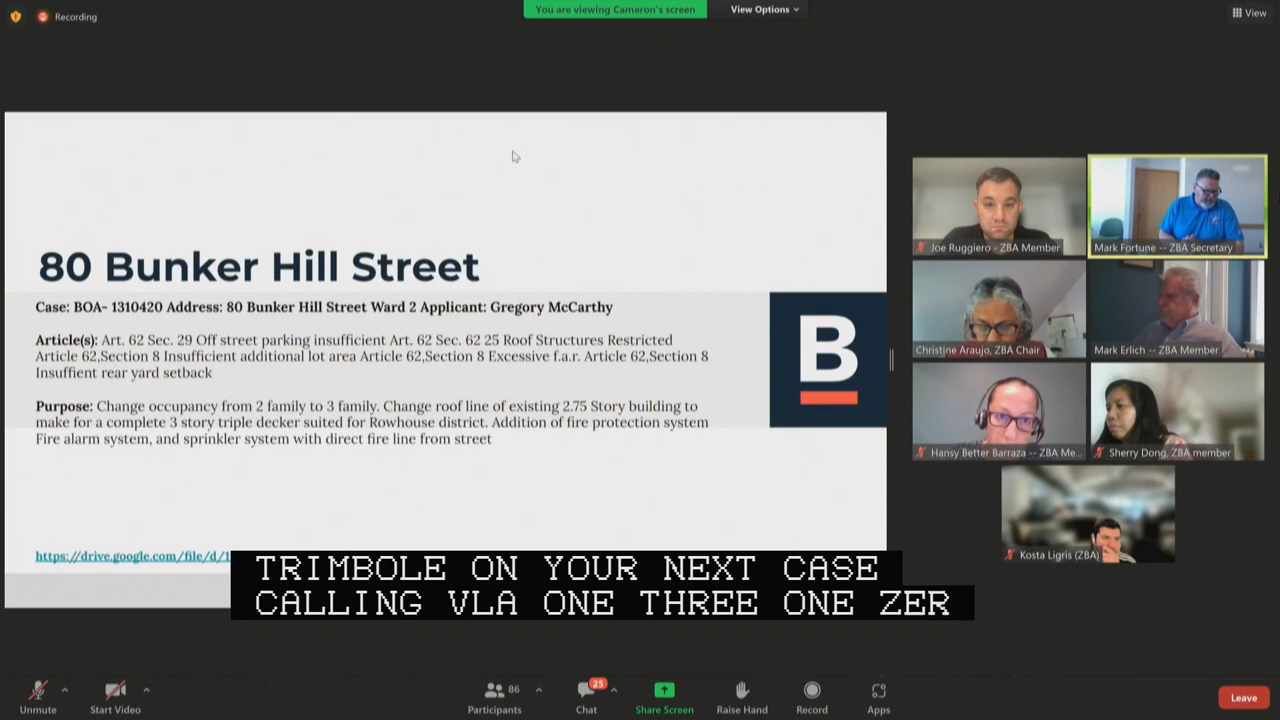 Recording
You are viewing Cameron's screen
View Options
View
80 Bunker Hill Street
Case: BOA- 1310420 Address: 80 Bunker Hill Street Ward 2 Applicant: Gregory McCarthy
Article(s): Art. 62 Sec. 29 Off street parking insufficient Art. 62 Sec. 62 25 Roof Structures Restricted
Article 62,Section 8 Insufficient additional lot area Article 62,Section 8 Excessive f.a.r. Article 62,Section 8
Insuffient rear yard setback
Purpose: Change occupancy from 2 family to 3 family. Change roof line of existing 2.75 Story building to
make for a complete 3 story triple decker suited for Rowhouse district. Addition of fire protection system
Fire alarm system, and sprinkler system with direct fire line from street
B
https://drive.google.com/file/d/1
TRIMBOLE ON YOUR NEXT CASE
CALLING VLA ONE THREE ONE ZER
Joe Ruggiero - ZBA Member
Mark Fortune -- ZBA Secretary
Christine Araujo, ZBA Chair
Mark Erlich -- ZBA Member
Hansy Better Barraza -- ZBA Me...
Sherry Dong, ZBA member
Kosta Ligris (ZBA)
Unmute
Start Video
86
Participants
25
Chat
Share Screen
Raise Hand
Record
Apps
Leave